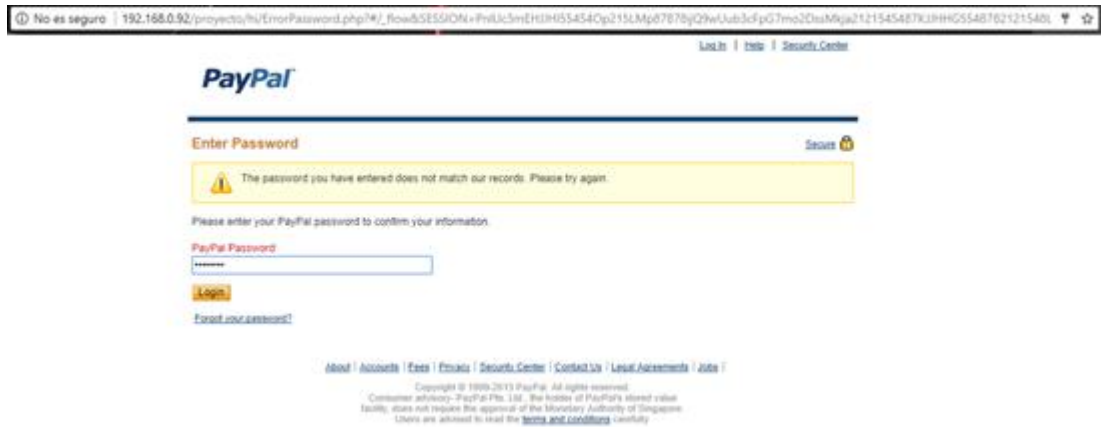 No es seguro 192.168.0.92/proyecto/hi/ErrorPassword.php?#/_flow&SESSION=
Log In | Help | Security Center
PayPal
Enter Password
Secure
The password you have entered does not match our records. Please try again.
Please enter your PayPal password to confirm your information.
PayPal Password
Login
Forgot your password?
About | Accounts | Fees | Privacy | Security Center | Contact Us | Legal Agreements | Jobs |
Copyright © 1999-2013 PayPal. All rights reserved.
Consumer advisory- PayPal Pte. Ltd., the holder of PayPal's stored value
facility, does not require the approval of the Monetary Authority of Singapore.
Users are advised to read the terms and conditions carefully.